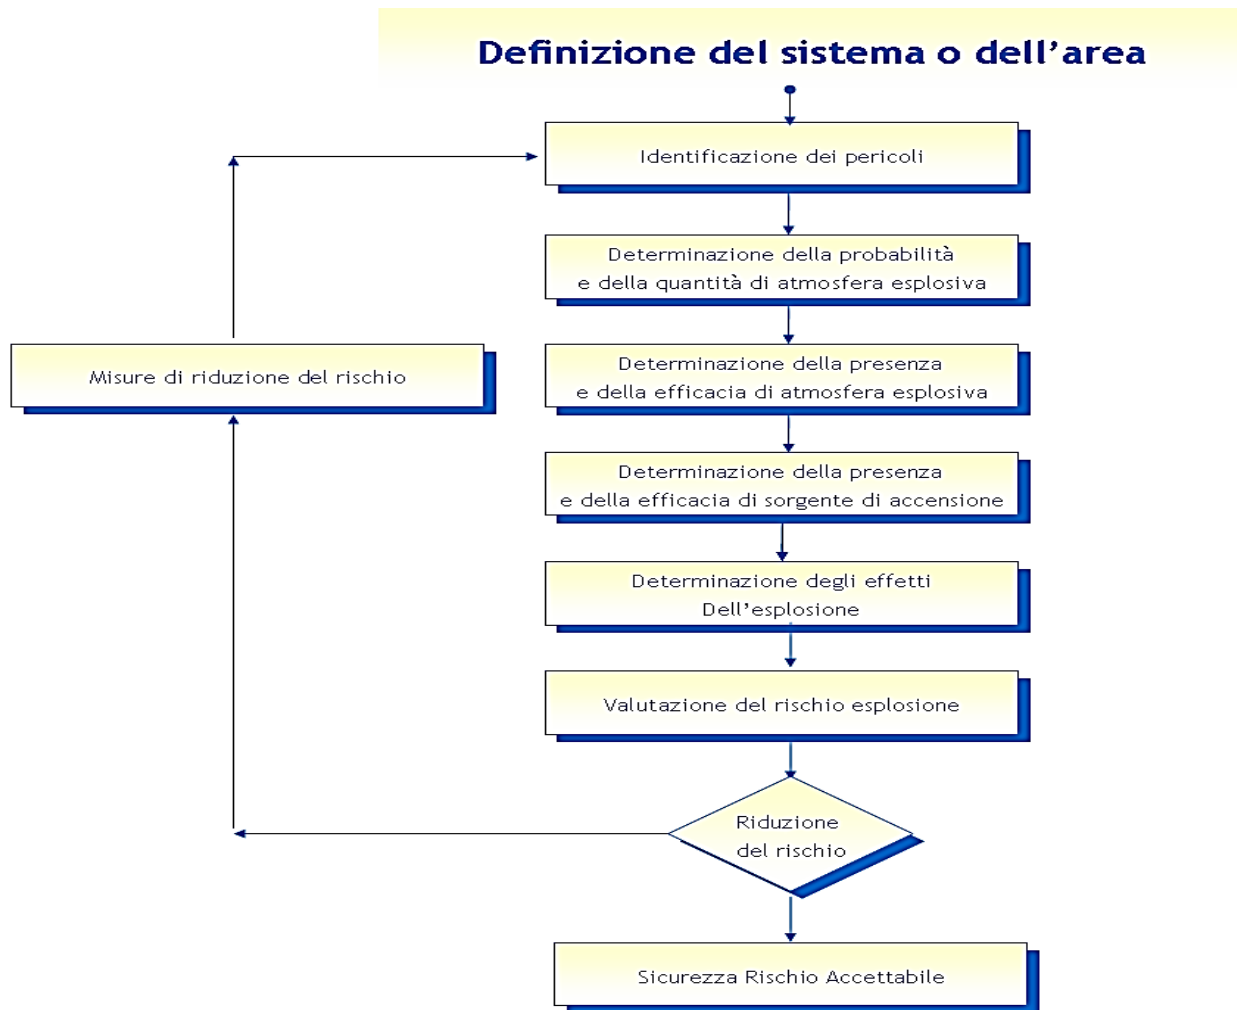 Definizione del sistema o dell’area
Identificazione dei pericoli
Determinazione della probabilità
e della quantità di atmosfera esplosiva
Determinazione della presenza
e della efficacia di atmosfera esplosiva
Misure di riduzione del rischio
Determinazione della presenza
e della efficacia di sorgente di accensione
Determinazione degli effetti
Dell’esplosione
Valutazione del rischio esplosione
Riduzione
del rischio
Sicurezza Rischio Accettabile